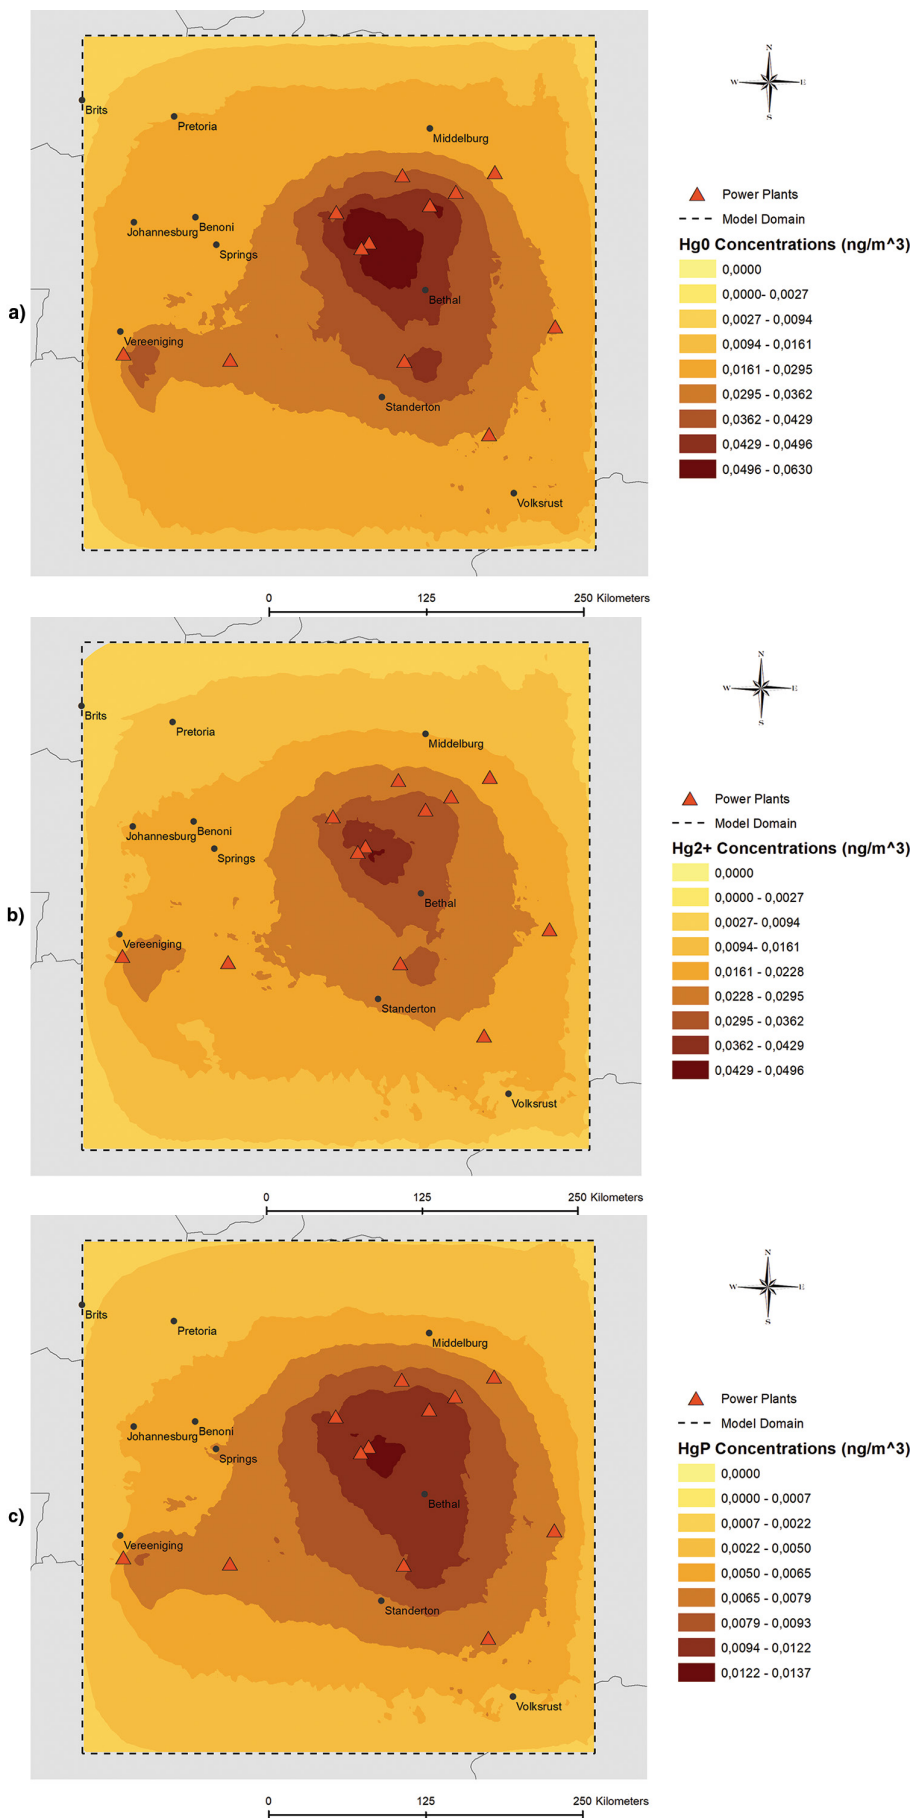 a)
Brits
Pretoria
Middelburg
Johannesburg
Benoni
Springs
Bethal
Vereeniging
Standerton
Volksrust
N
W
E
S
Power Plants
Model Domain
Hg0 Concentrations (ng/m^3)
0,0000
0,0000- 0,0027
0,0027 - 0,0094
0,0094 - 0,0161
0,0161 - 0,0295
0,0295 - 0,0362
0,0362 - 0,0429
0,0429 - 0,0496
0,0496 - 0,0630
0 125 250 Kilometers
b)
Brits
Pretoria
Middelburg
Johannesburg
Benoni
Springs
Bethal
Vereeniging
Standerton
Volksrust
N
W
E
S
Power Plants
Model Domain
Hg2+ Concentrations (ng/m^3)
0,0000
0,0000 - 0,0027
0,0027- 0,0094
0,0094- 0,0161
0,0161 - 0,0228
0,0228 - 0,0295
0,0295 - 0,0362
0,0362 - 0,0429
0,0429 - 0,0496
0 125 250 Kilometers
c)
Brits
Pretoria
Middelburg
Johannesburg
Benoni
Springs
Bethal
Vereeniging
Standerton
Volksrust
N
W
E
S
Power Plants
Model Domain
HgP Concentrations (ng/m^3)
0,0000
0,0000 - 0,0007
0,0007 - 0,0022
0,0022 - 0,0050
0,0050 - 0,0065
0,0065 - 0,0079
0,0079 - 0,0093
0,0094 - 0,0122
0,0122 - 0,0137
0 125 250 Kilometers